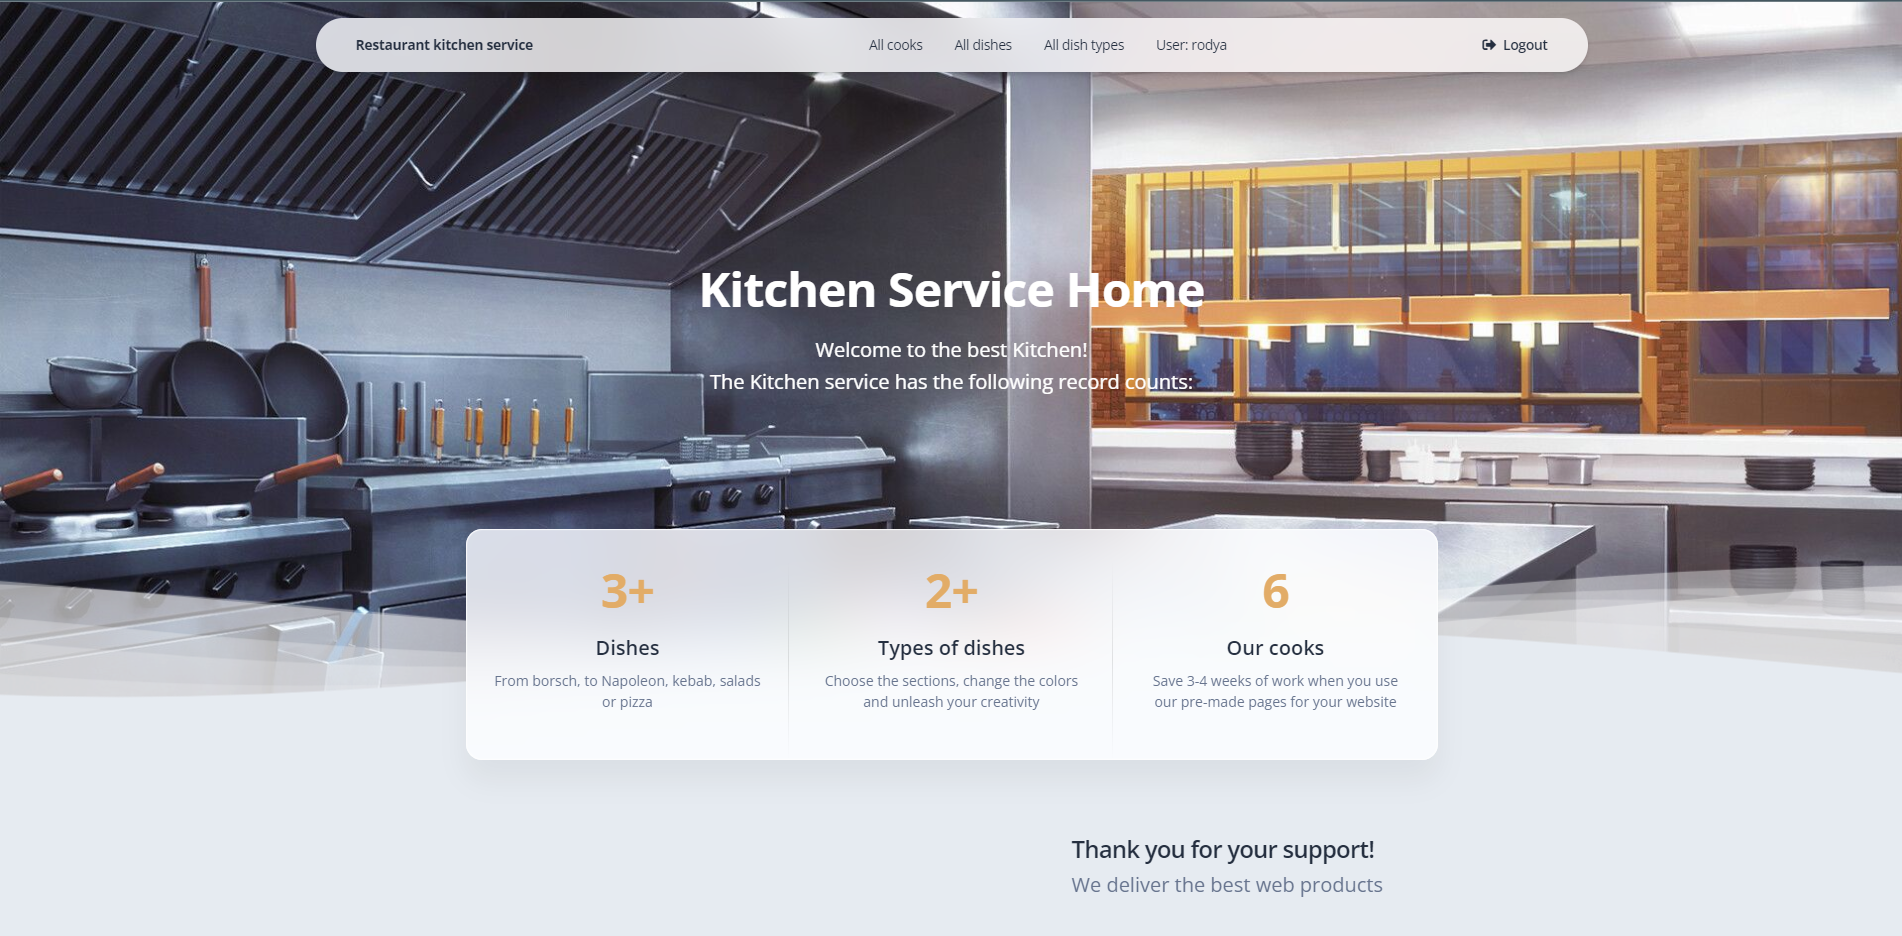 Restaurant kitchen service
All cooks
All dishes
All dish types
User: rodya
Logout
Kitchen Service Home
Welcome to the best Kitchen!
The Kitchen service has the following record counts:
3+
Dishes
From borsch, to Napoleon, kebab, salads
or pizza
2+
Types of dishes
Choose the sections, change the colors
and unleash your creativity
6
Our cooks
Save 3-4 weeks of work when you use
our pre-made pages for your website
Thank you for your support!
We deliver the best web products